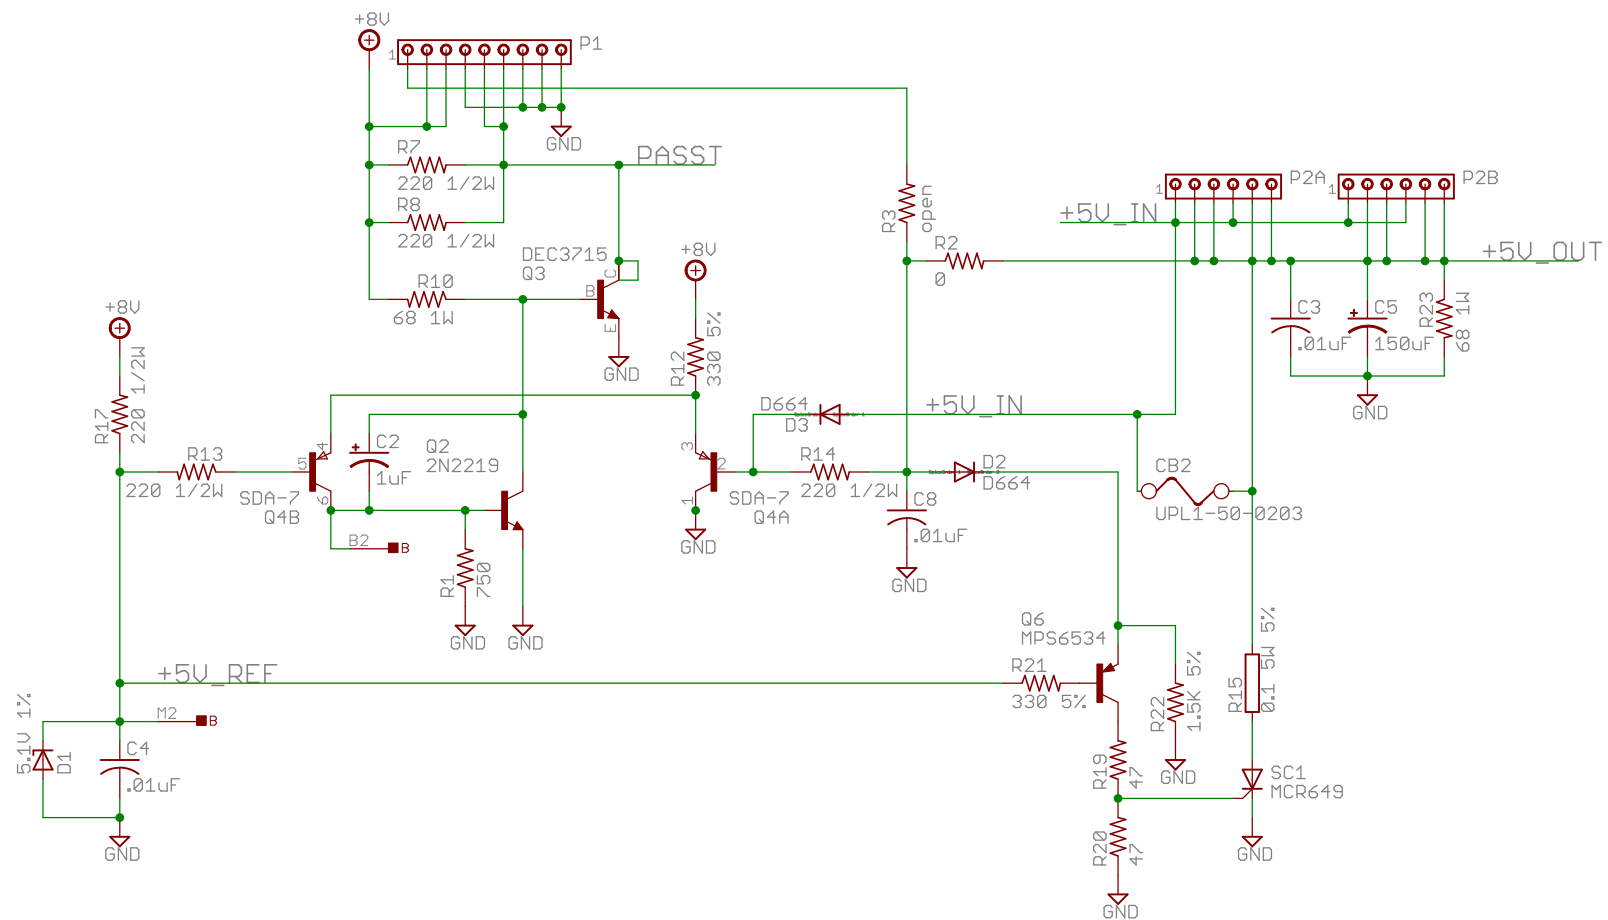 +8V
P1
1
GND
R7
220 1/2W
R8
220 1/2W
PASST
R10
68 1W
DEC3715
Q3
C
B
E
GND
+8V
R12
330 5%
R3
open
R2
0
+5V_IN
1
P2A
1
P2B
+5V_OUT
C3
.01uF
C5
150uF
R23
68 1W
GND
+8V
R17
220 1/2W
R13
220 1/2W
5
4
6
SDA-7
Q4B
C2
1uF
B2
B
Q2
2N2219
R1
750
GND
GND
3
2
1
SDA-7
Q4A
GND
D664
D3
+5V_IN
R14
220 1/2W
D2
D664
C8
.01uF
GND
CB2
UPL1-50-0203
+5V_REF
M2
B
5.1V 1%
D1
C4
.01uF
GND
Q6
MPS6534
R21
330 5%
R22
1.5K 5%
GND
R19
47
R20
47
GND
R15
0.1 5W 5%
SC1
MCR649
GND